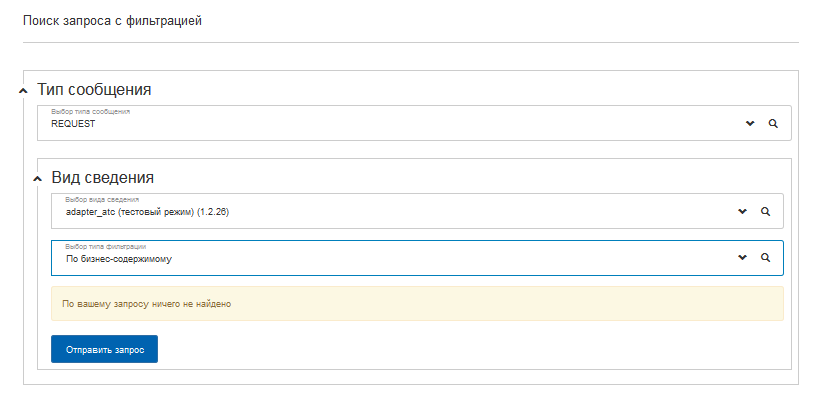 Поиск запроса с фильтрацией
Тип сообщения
Выбор типа сообщения
REQUEST
Вид сведения
Выбор вида сведения
adapter_atc (тестовый режим) (1.2.26)
Выбор типа фильтрации
По бизнес-содержимому
По вашему запросу ничего не найдено
Отправить запрос